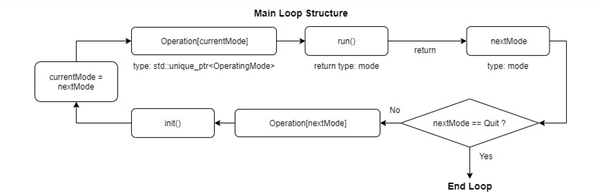 Main Loop Structure
Operation[currentMode]
run()
return
nextMode
type: std::unique_ptr<OperatingMode>
return type: mode
type: mode
currentMode =
nextMode
init()
Operation[nextMode]
No
nextMode == Quit ?
Yes
End Loop